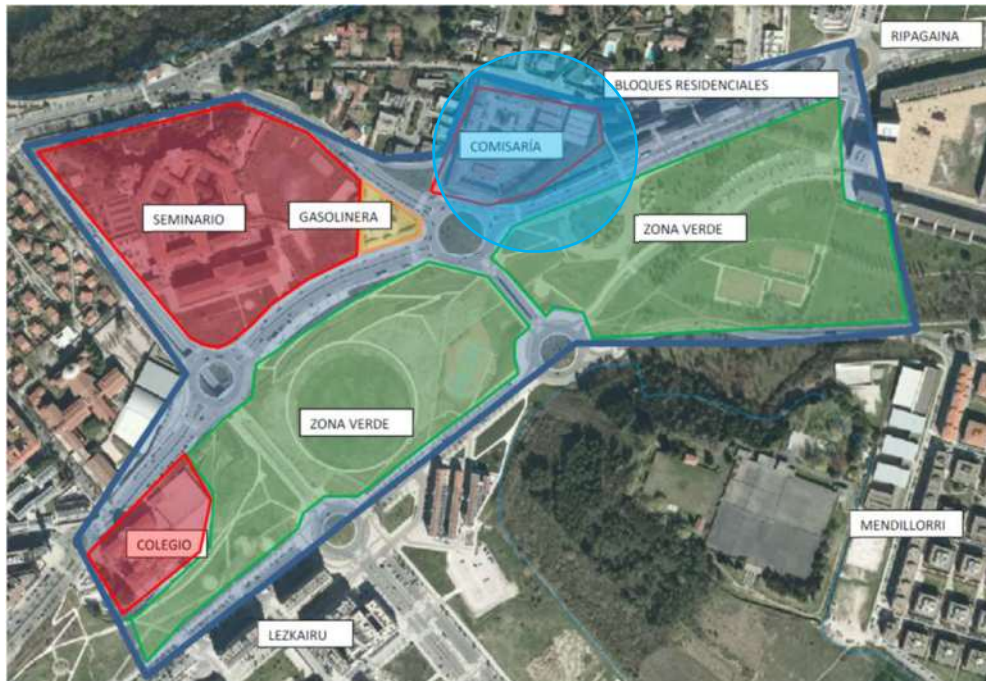 RIPAGAINA
BLOQUES RESIDENCIALES
COMISARÍA
SEMINARIO
GASOLINERA
ZONA VERDE
ZONA VERDE
COLEGIO
MENDILLORRI
LEZKAIRU